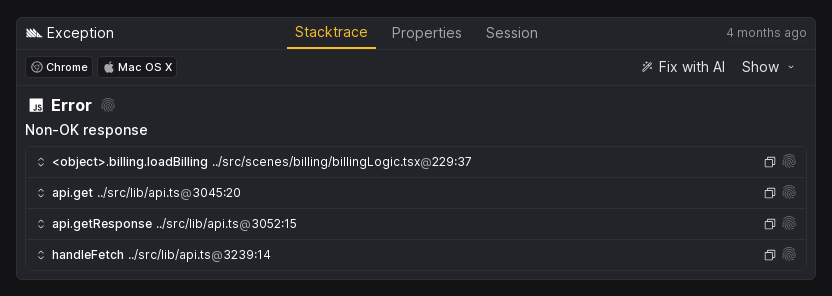 Exception Stacktrace Properties Session 4 months ago
Chrome Mac OS X Fix with AI Show
JS Error
Non-OK response
<object>.billing.loadBilling ../src/scenes/billing/billingLogic.tsx@229:37
api.get ../src/lib/api.ts@3045:20
api.getResponse ../src/lib/api.ts@3052:15
handleFetch ../src/lib/api.ts@3239:14